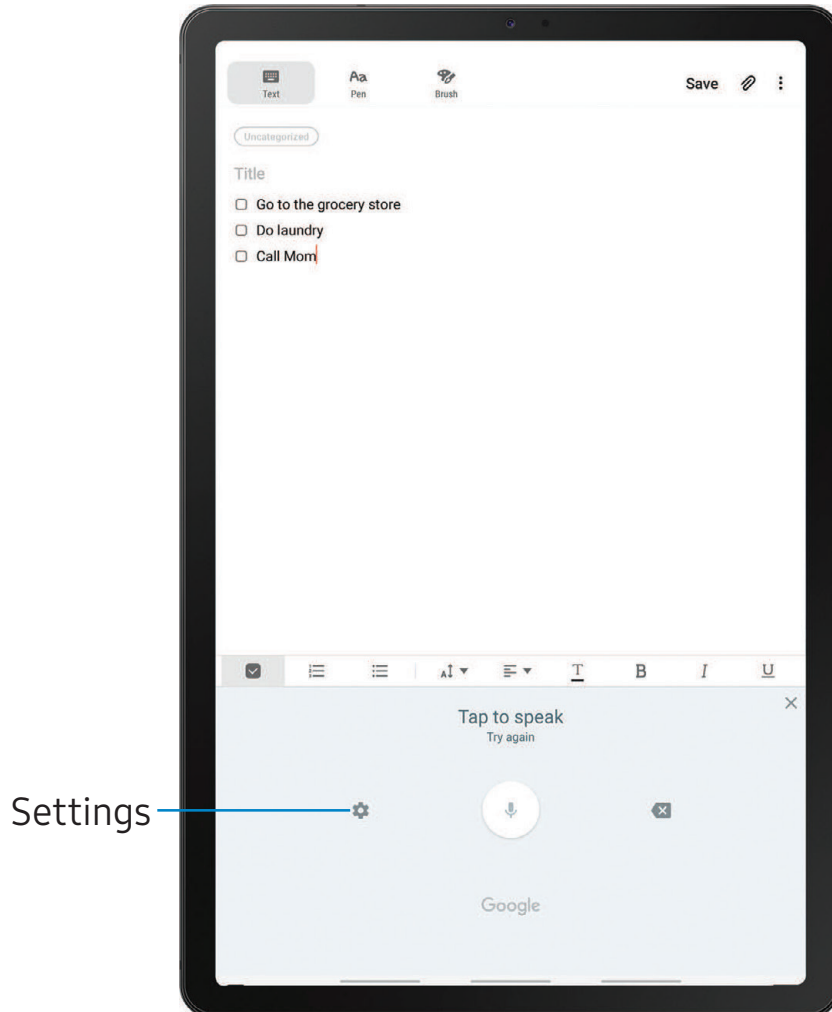 Text
Aa
Pen
Brush
Save
Uncategorized
Title
Go to the grocery store
Do laundry
Call Mom
A
T
B
I
U
Tap to speak
Try again
Settings
Google